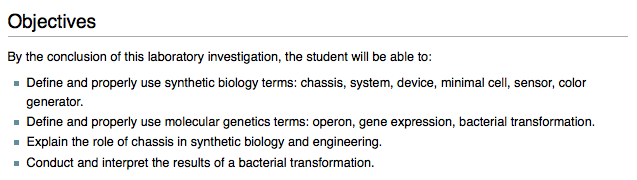 Objectives
By the conclusion of this laboratory investigation, the student will be able to:
Define and properly use synthetic biology terms: chassis, system, device, minimal cell, sensor, color
generator.
Define and properly use molecular genetics terms: operon, gene expression, bacterial transformation.
Explain the role of chassis in synthetic biology and engineering.
Conduct and interpret the results of a bacterial transformation.